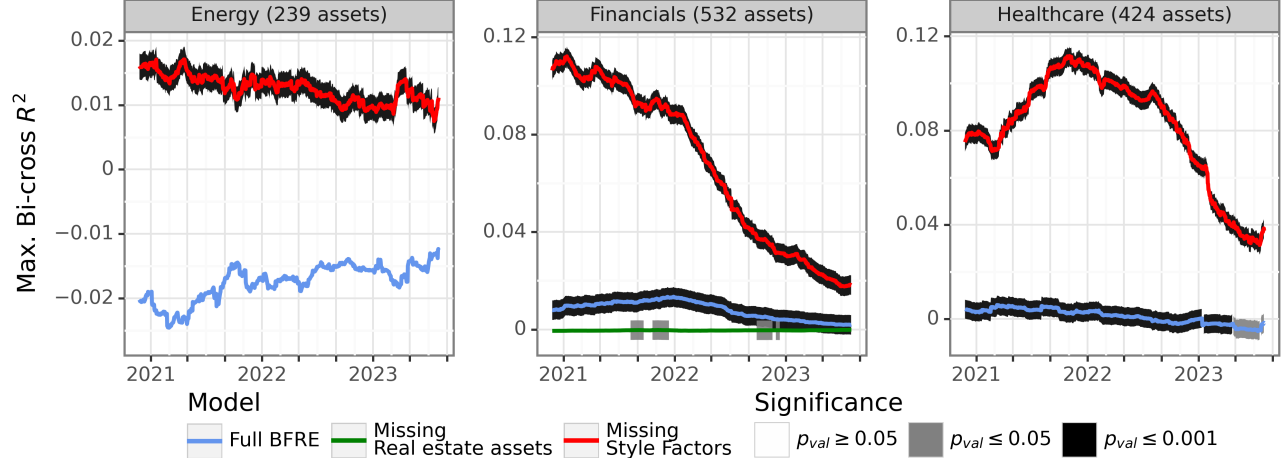 Energy (239 assets)
Financials (532 assets)
Healthcare (424 assets)
Max. Bi-cross R²
0.02
0.01
0
−0.01
−0.02
2021
2022
2023
0.12
0.08
0.04
0
2021
2022
2023
0.12
0.08
0.04
0
2021
2022
2023
Model
Full BFRE
Missing
Real estate assets
Missing
Style Factors
Significance
p_val ≥ 0.05
p_val ≤ 0.05
p_val ≤ 0.001